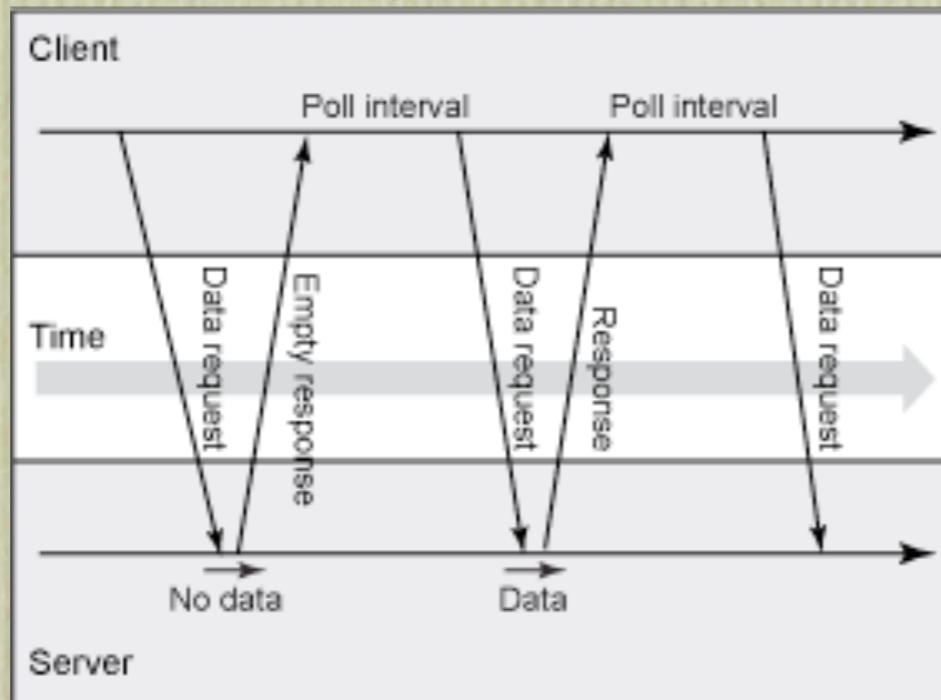 Client
Poll interval
Poll interval
Data request
Empty response
Data request
Response
Data request
Time
No data
Data
Server